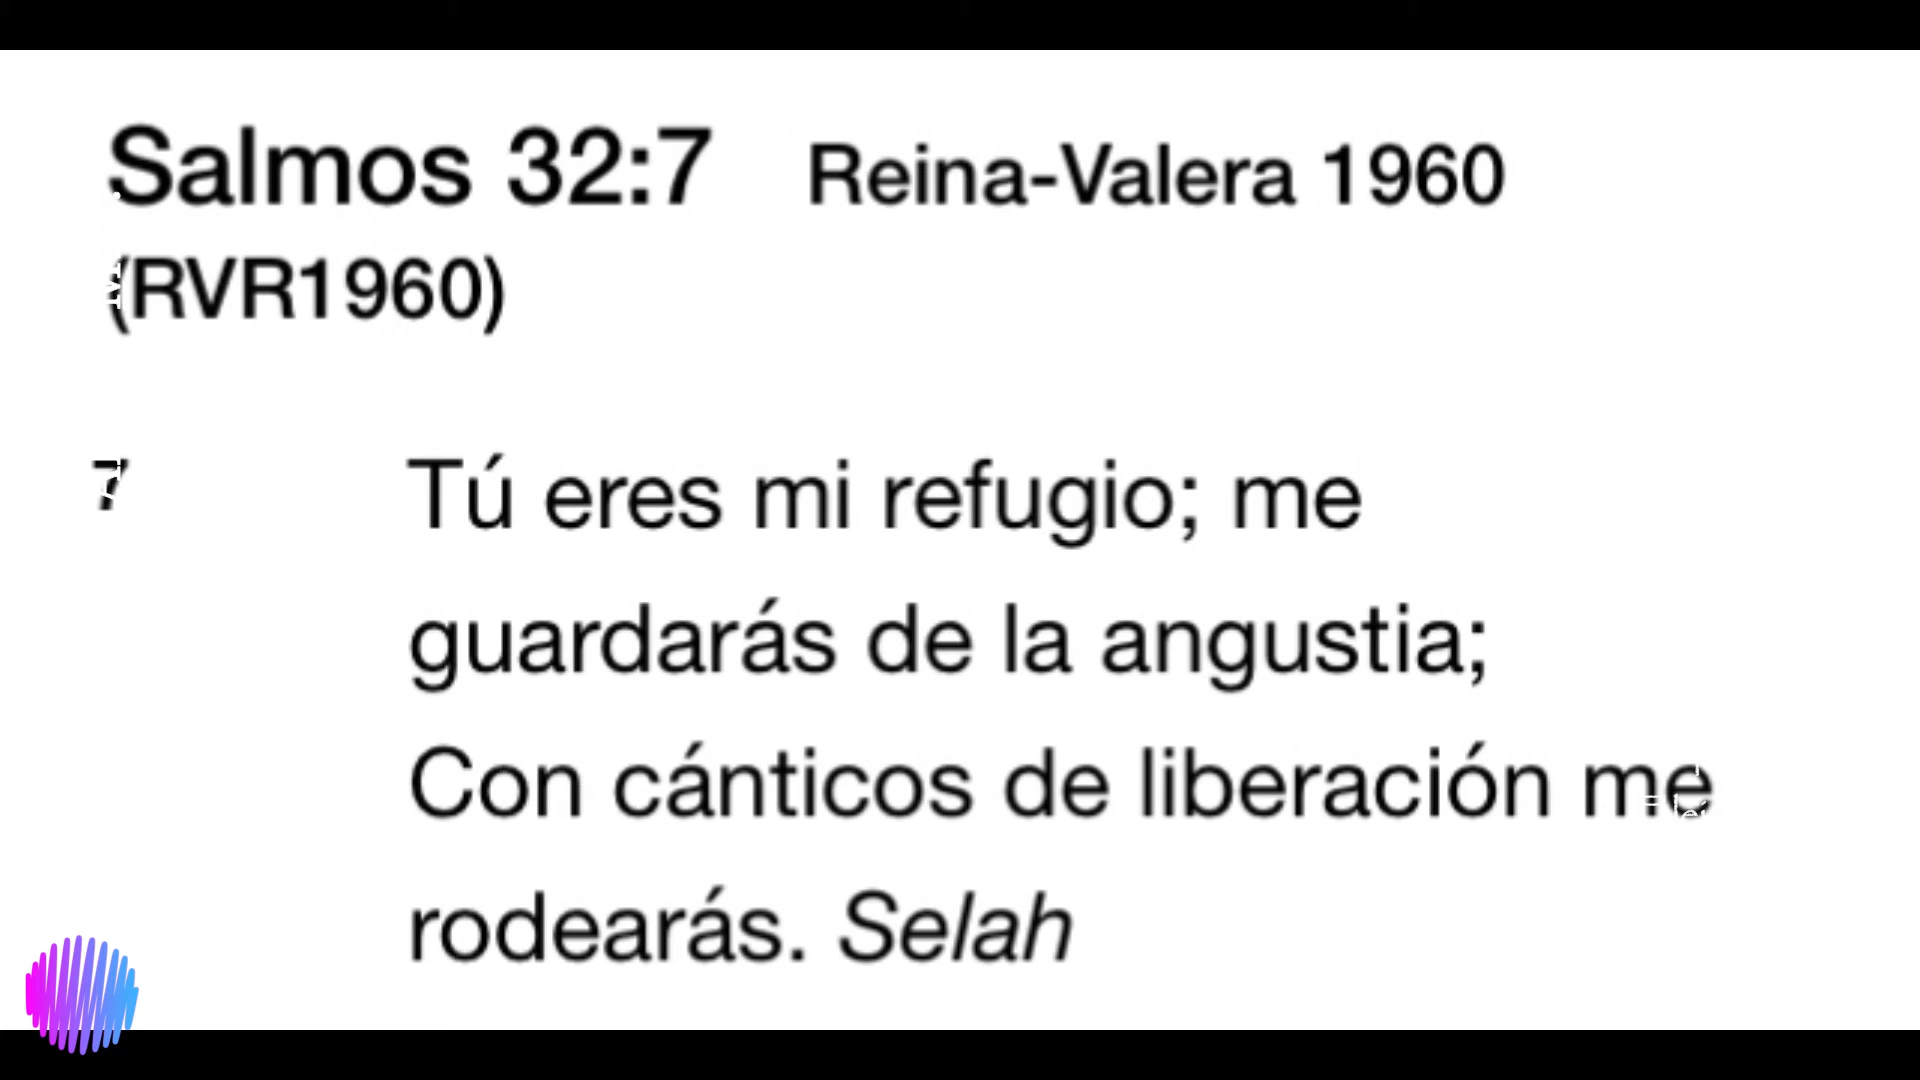 Salmos 32:7 Reina-Valera 1960
(RVR1960)
7 Tú eres mi refugio; me
guardarás de la angustia;
Con cánticos de liberación me
rodearás. Selah